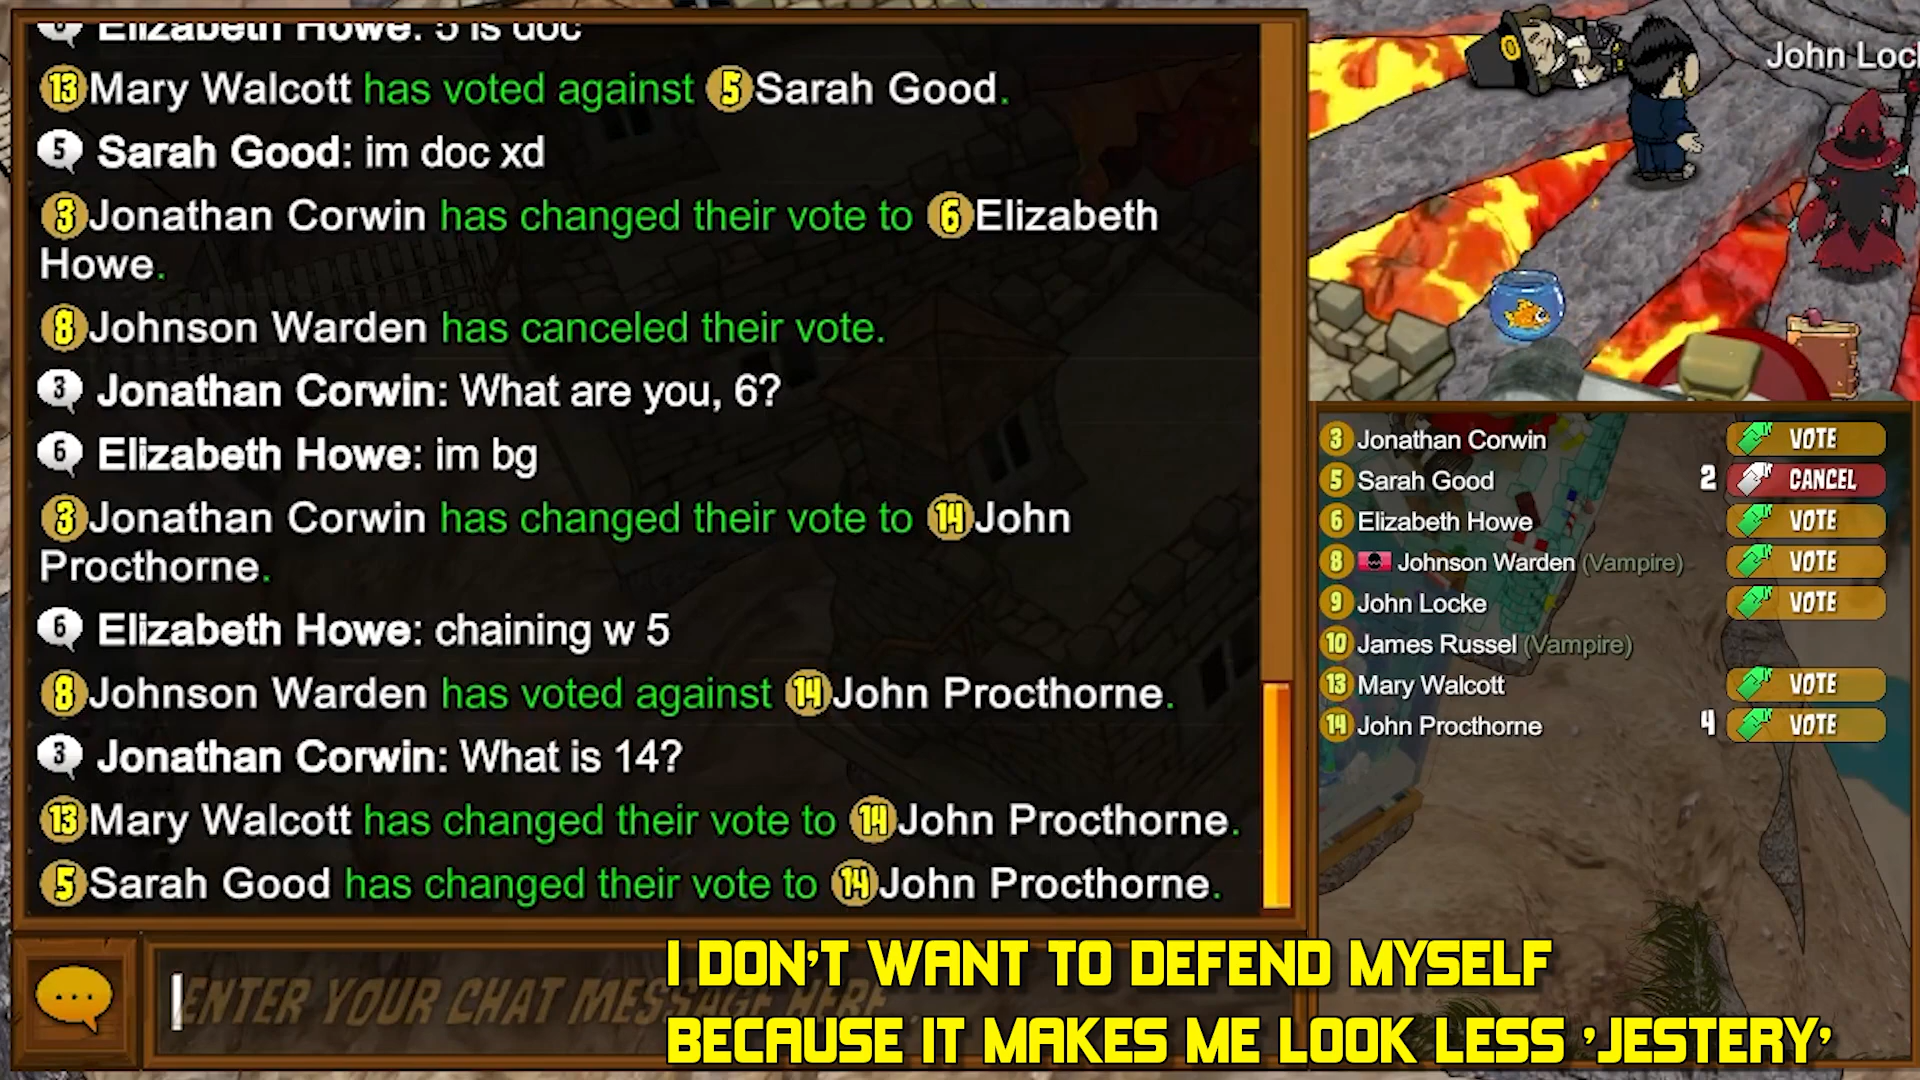 Elizabeth Howe: 5 is doc
13 Mary Walcott has voted against 5 Sarah Good.
5 Sarah Good: im doc xd
3 Jonathan Corwin has changed their vote to 6 Elizabeth
Howe.
8 Johnson Warden has canceled their vote.
3 Jonathan Corwin: What are you, 6?
6 Elizabeth Howe: im bg
3 Jonathan Corwin has changed their vote to 14 John
Procthorne.
6 Elizabeth Howe: chaining w 5
8 Johnson Warden has voted against 14 John Procthorne.
3 Jonathan Corwin: What is 14?
13 Mary Walcott has changed their vote to 14 John Procthorne.
5 Sarah Good has changed their vote to 14 John Procthorne.
ENTER YOUR CHAT MESSAGE HERE
I DON'T WANT TO DEFEND MYSELF
BECAUSE IT MAKES ME LOOK LESS 'JESTERY'
John Loc
3 Jonathan Corwin VOTE
5 Sarah Good 2 CANCEL
6 Elizabeth Howe VOTE
8 Johnson Warden (Vampire) VOTE
9 John Locke VOTE
10 James Russel (Vampire)
13 Mary Walcott VOTE
14 John Procthorne 4 VOTE